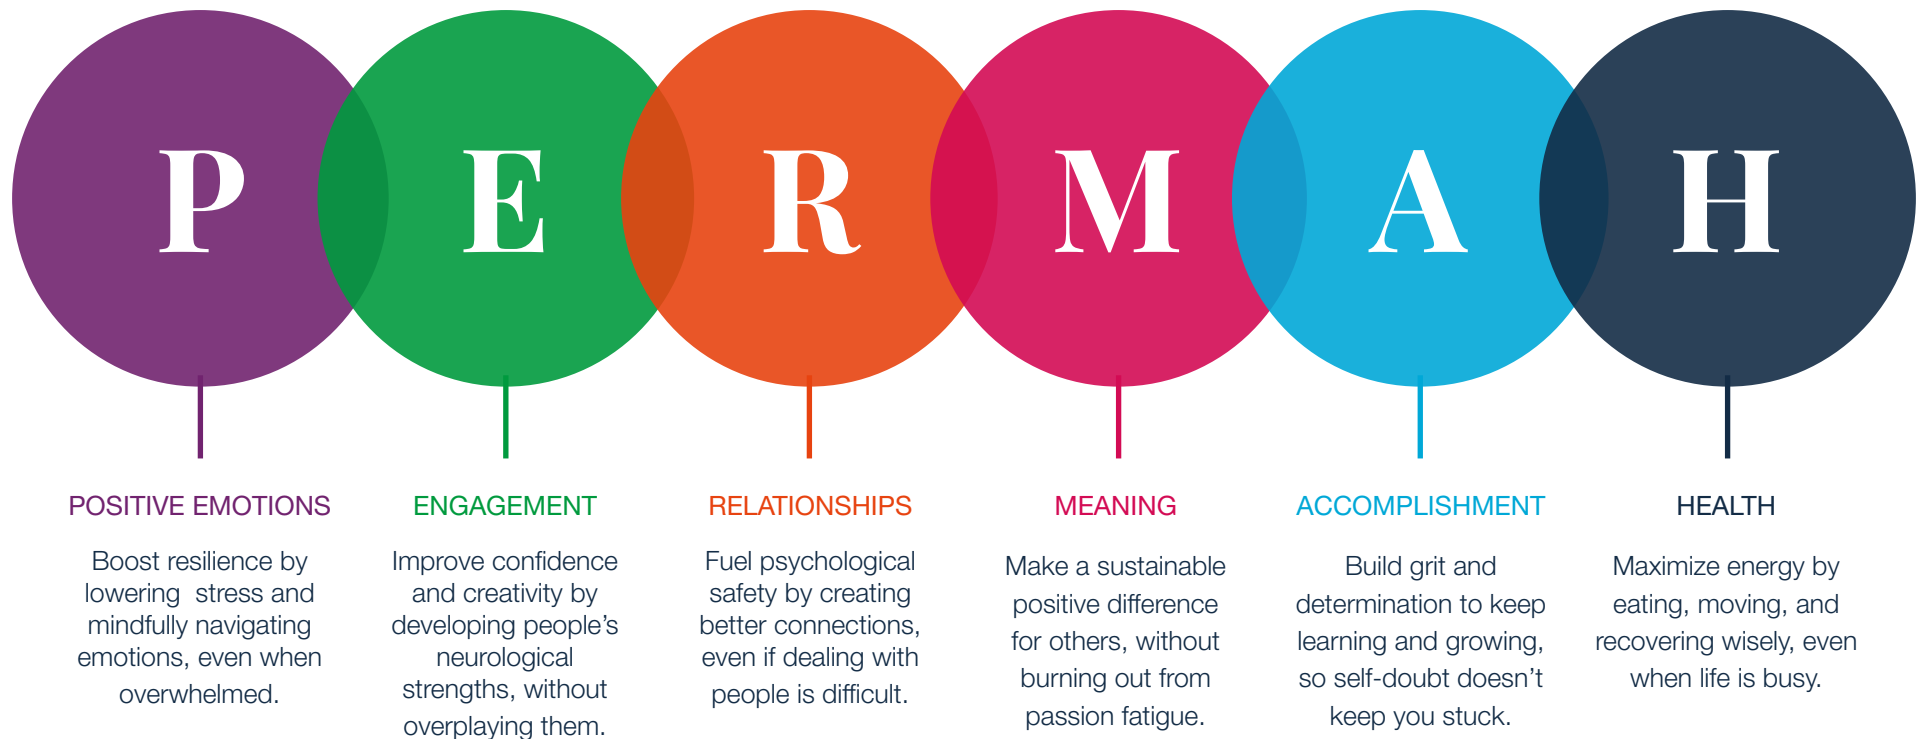 P
E
R
M
A
H
POSITIVE EMOTIONS
Boost resilience by
lowering  stress and
mindfully navigating
emotions, even when
overwhelmed.
ENGAGEMENT
Improve confidence
and creativity by
developing people’s
neurological
strengths, without
overplaying them.
RELATIONSHIPS
Fuel psychological
safety by creating
better connections,
even if dealing with
people is difficult.
MEANING
Make a sustainable
positive difference
for others, without
burning out from
passion fatigue.
ACCOMPLISHMENT
Build grit and
determination to keep
learning and growing,
so self-doubt doesn’t
keep you stuck.
HEALTH
Maximize energy by
eating, moving, and
recovering wisely, even
when life is busy.